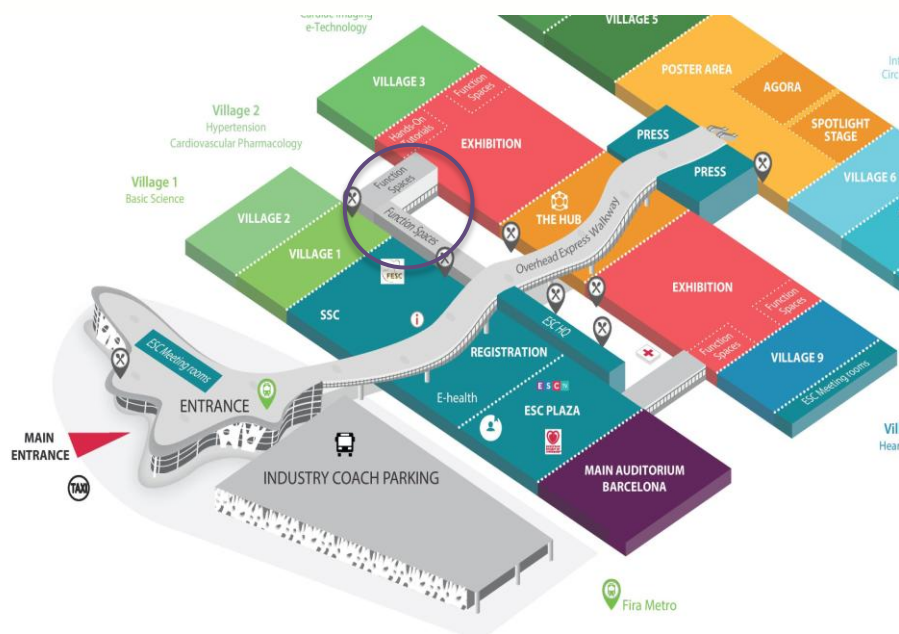 Cardiac Imaging
e-Technology
VILLAGE 5
POSTER AREA
AGORA
SPOTLIGHT
STAGE
VILLAGE 6
Village 2
Hypertension
Cardiovascular Pharmacology
VILLAGE 3
Function
Spaces
Hands-On
Tutorials
EXHIBITION
PRESS
PRESS
Village 1
Basic Science
VILLAGE 2
VILLAGE 1
Function
Spaces
Function Spaces
THE HUB
Overhead Express Walkway
EXHIBITION
Function
Spaces
Function
Spaces
VILLAGE 9
ESC Meeting rooms
FESC
SSC
i
ESC HQ
REGISTRATION
E-health
E S C
ESC PLAZA
MAIN AUDITORIUM
BARCELONA
ESC Meeting rooms
ENTRANCE
MAIN
ENTRANCE
TAXI
INDUSTRY COACH PARKING
Fira Metro
Inf
Circ
Vil
Hear